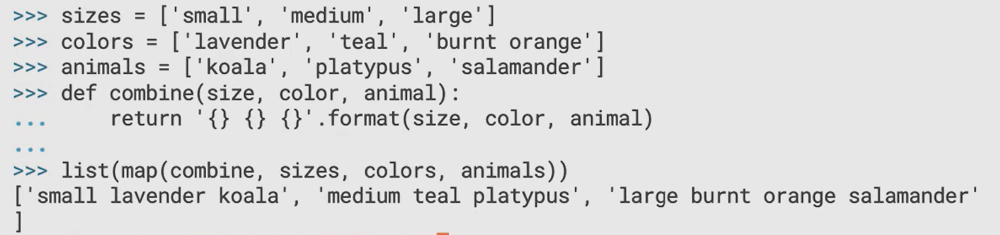 >>> sizes = ['small', 'medium', 'large']
>>> colors = ['lavender', 'teal', 'burnt orange']
>>> animals = ['koala', 'platypus', 'salamander']
>>> def combine(size, color, animal):
...     return '{} {} {}'.format(size, color, animal)
...
>>> list(map(combine, sizes, colors, animals))
['small lavender koala', 'medium teal platypus', 'large burnt orange salamander'
]